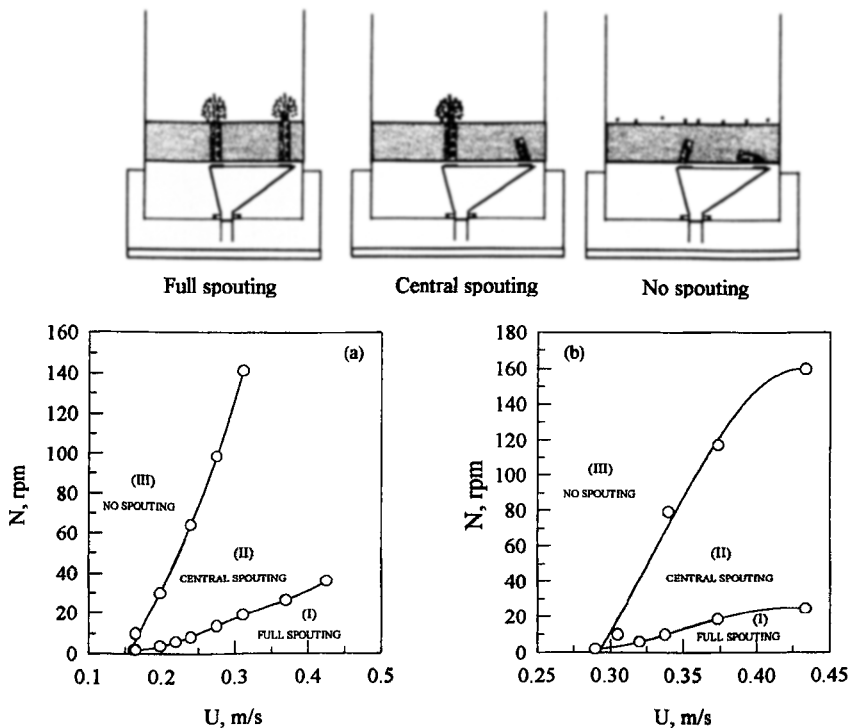 Full spouting
Central spouting
No spouting
160
140
120
100
80
60
40
20
0
N, rpm
(a)
(III)
NO SPOUTING
(II)
CENTRAL SPOUTING
(I)
FULL SPOUTING
0.1
0.2
0.3
0.4
0.5
U, m/s
180
160
140
120
100
80
60
40
20
0
N, rpm
(b)
(III)
NO SPOUTING
(II)
CENTRAL SPOUTING
(I)
FULL SPOUTING
0.25
0.30
0.35
0.40
0.45
U, m/s